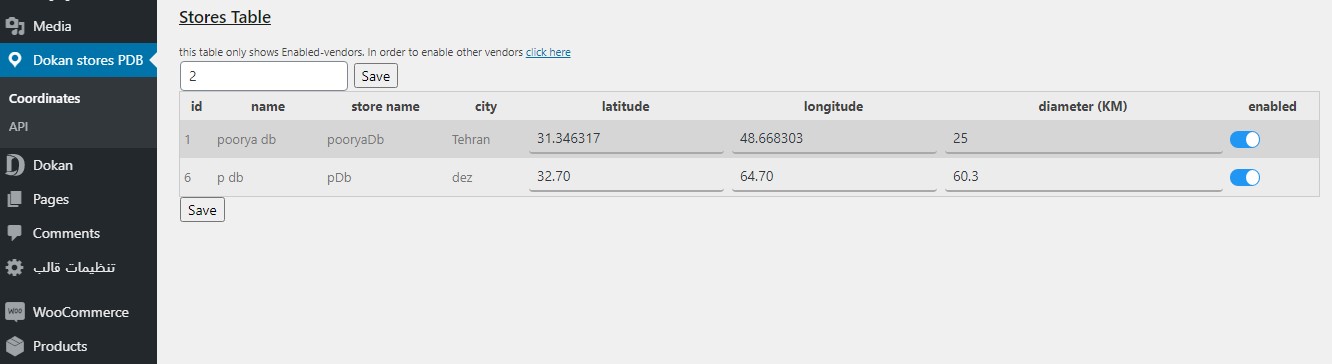 Media
Dokan stores PDB
Coordinates
API
Dokan
Pages
Comments
تنظیمات قالب
WOO
WooCommerce
Products
Stores Table
this table only shows Enabled-vendors. In order to enable other vendors click here
2 Save
id name store name city latitude longitude diameter (KM) enabled
1 poorya db pooryaDb Tehran 31.346317 48.668303 25
6 p db pDb dez 32.70 64.70 60.3
Save